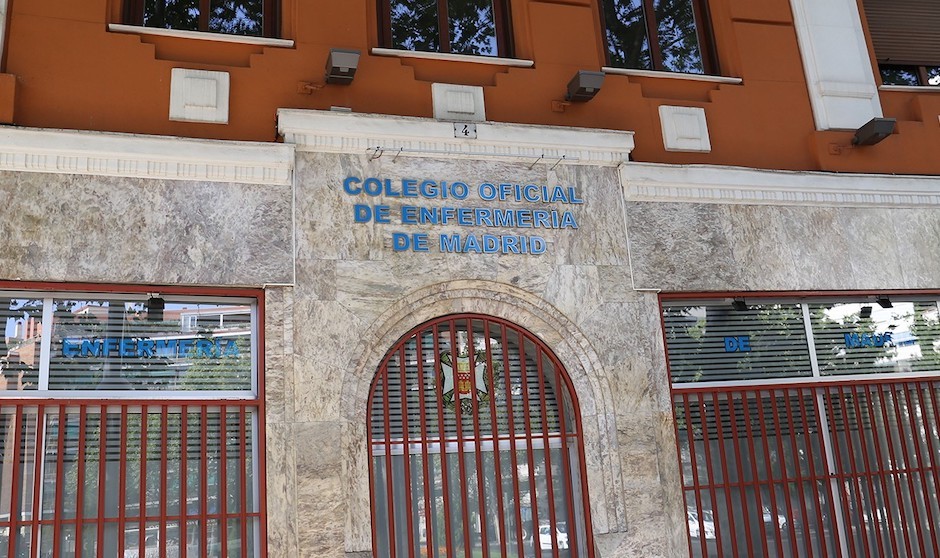 4
COLEGIO OFICIAL
DE ENFERMERIA
DE MADRID
ENFERMERIA
DE